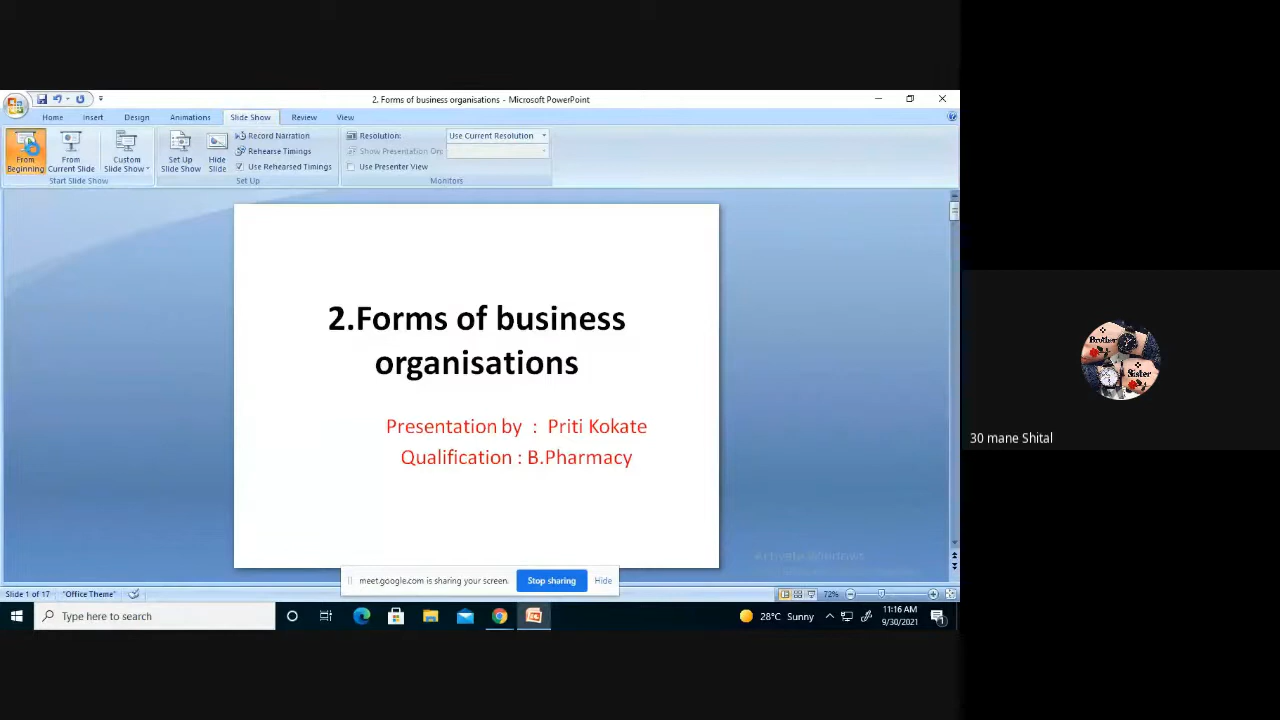 2. Forms of business organisations - Microsoft PowerPoint
Home Insert Design Animations Slide Show Review View
From Beginning
From Current Slide
Custom Slide Show
Start Slide Show
Set Up Slide Show
Hide Slide
Record Narration
Rehearse Timings
Use Rehearsed Timings
Set Up
Resolution: Use Current Resolution
Show Presentation On:
Use Presenter View
Monitors
2.Forms of business
organisations
Presentation by : Priti Kokate
Qualification : B.Pharmacy
Brother
Sister
30 mane Shital
Activate Windows
meet.google.com is sharing your screen. Stop sharing Hide
Slide 1 of 17 "Office Theme" 72%
Type here to search 28°C Sunny 11:16 AM
9/30/2021 1